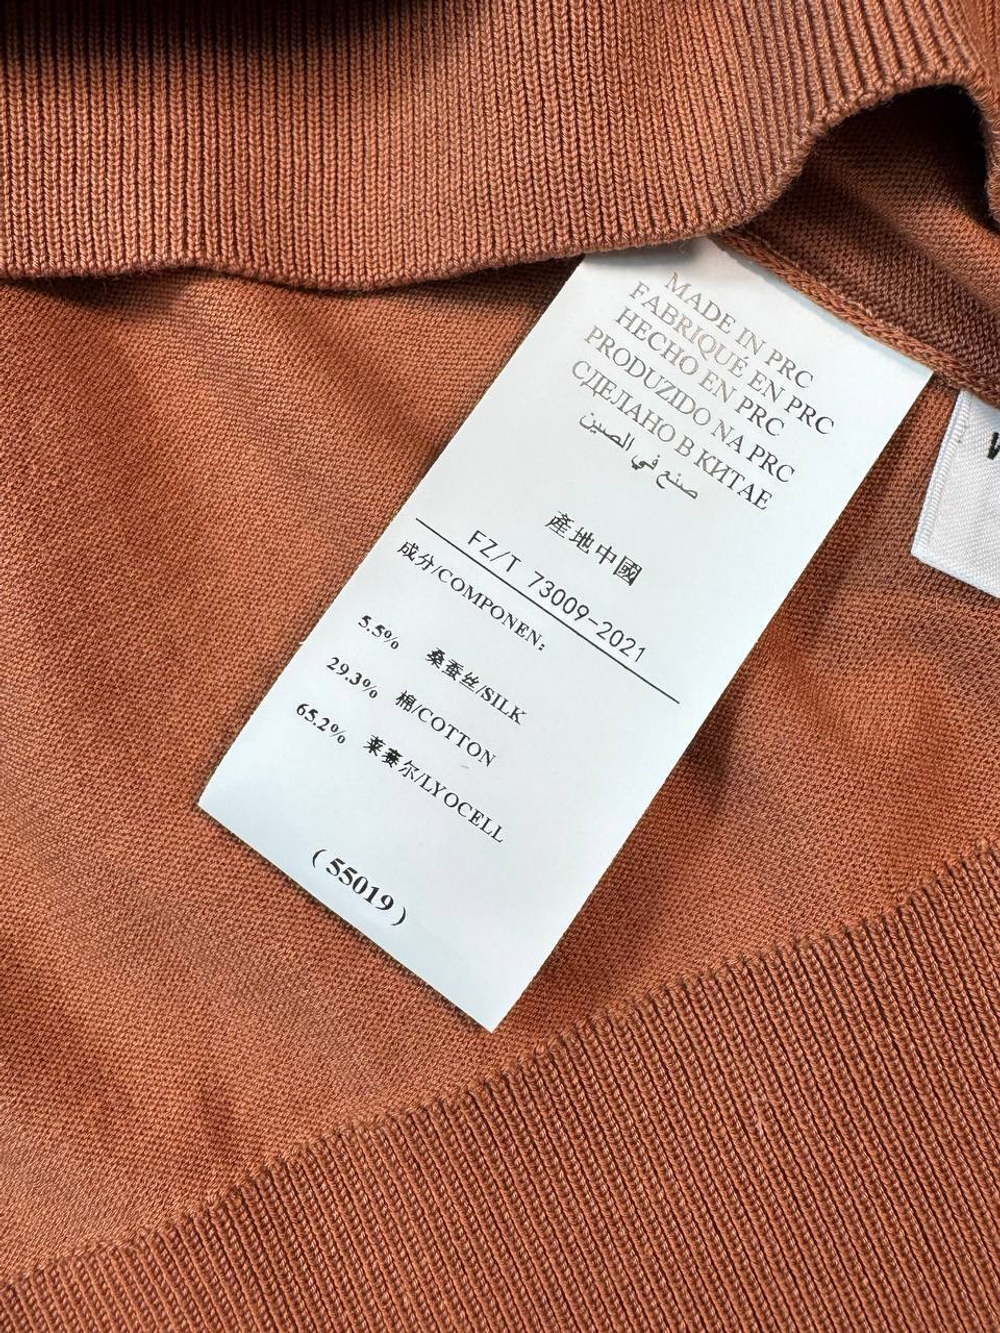 MADE IN PRC
FABRIQUÉ EN PRC
HECHO EN PRC
PRODUZIDO NA PRC
СДЕЛАНО В КИТАЕ
صنع في الصين
產地中國
FZ/T 73009-2021
成分/COMPONEN:
5.5% 桑蚕丝/SILK
29.3% 棉/COTTON
65.2% 莱赛尔/LYOCELL
(55019)